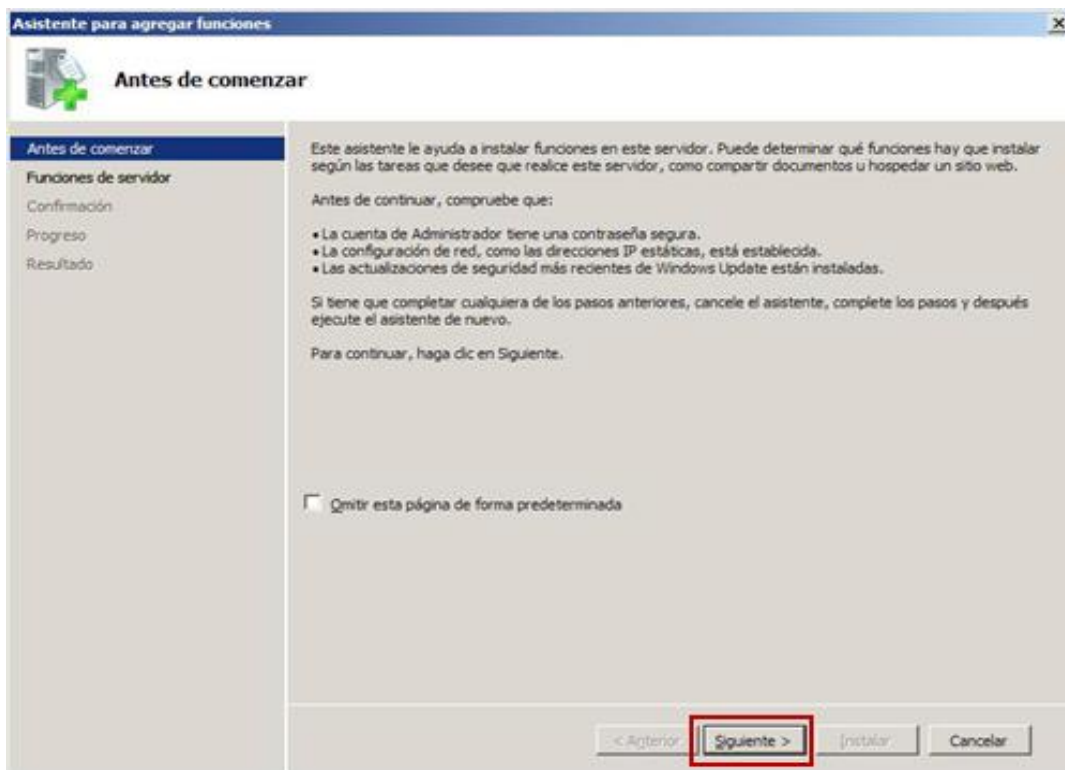 Asistente para agregar funciones
Antes de comenzar
Antes de comenzar
Funciones de servidor
Confirmación
Progreso
Resultado
Este asistente le ayuda a instalar funciones en este servidor. Puede determinar qué funciones hay que instalar
según las tareas que desee que realice este servidor, como compartir documentos u hospedar un sitio web.
Antes de continuar, compruebe que:
• La cuenta de Administrador tiene una contraseña segura.
• La configuración de red, como las direcciones IP estáticas, está establecida.
• Las actualizaciones de seguridad más recientes de Windows Update están instaladas.
Si tiene que completar cualquiera de los pasos anteriores, cancele el asistente, complete los pasos y después
ejecute el asistente de nuevo.
Para continuar, haga clic en Siguiente.
Omitir esta página de forma predeterminada
< Anterior
Siguiente >
Instalar
Cancelar